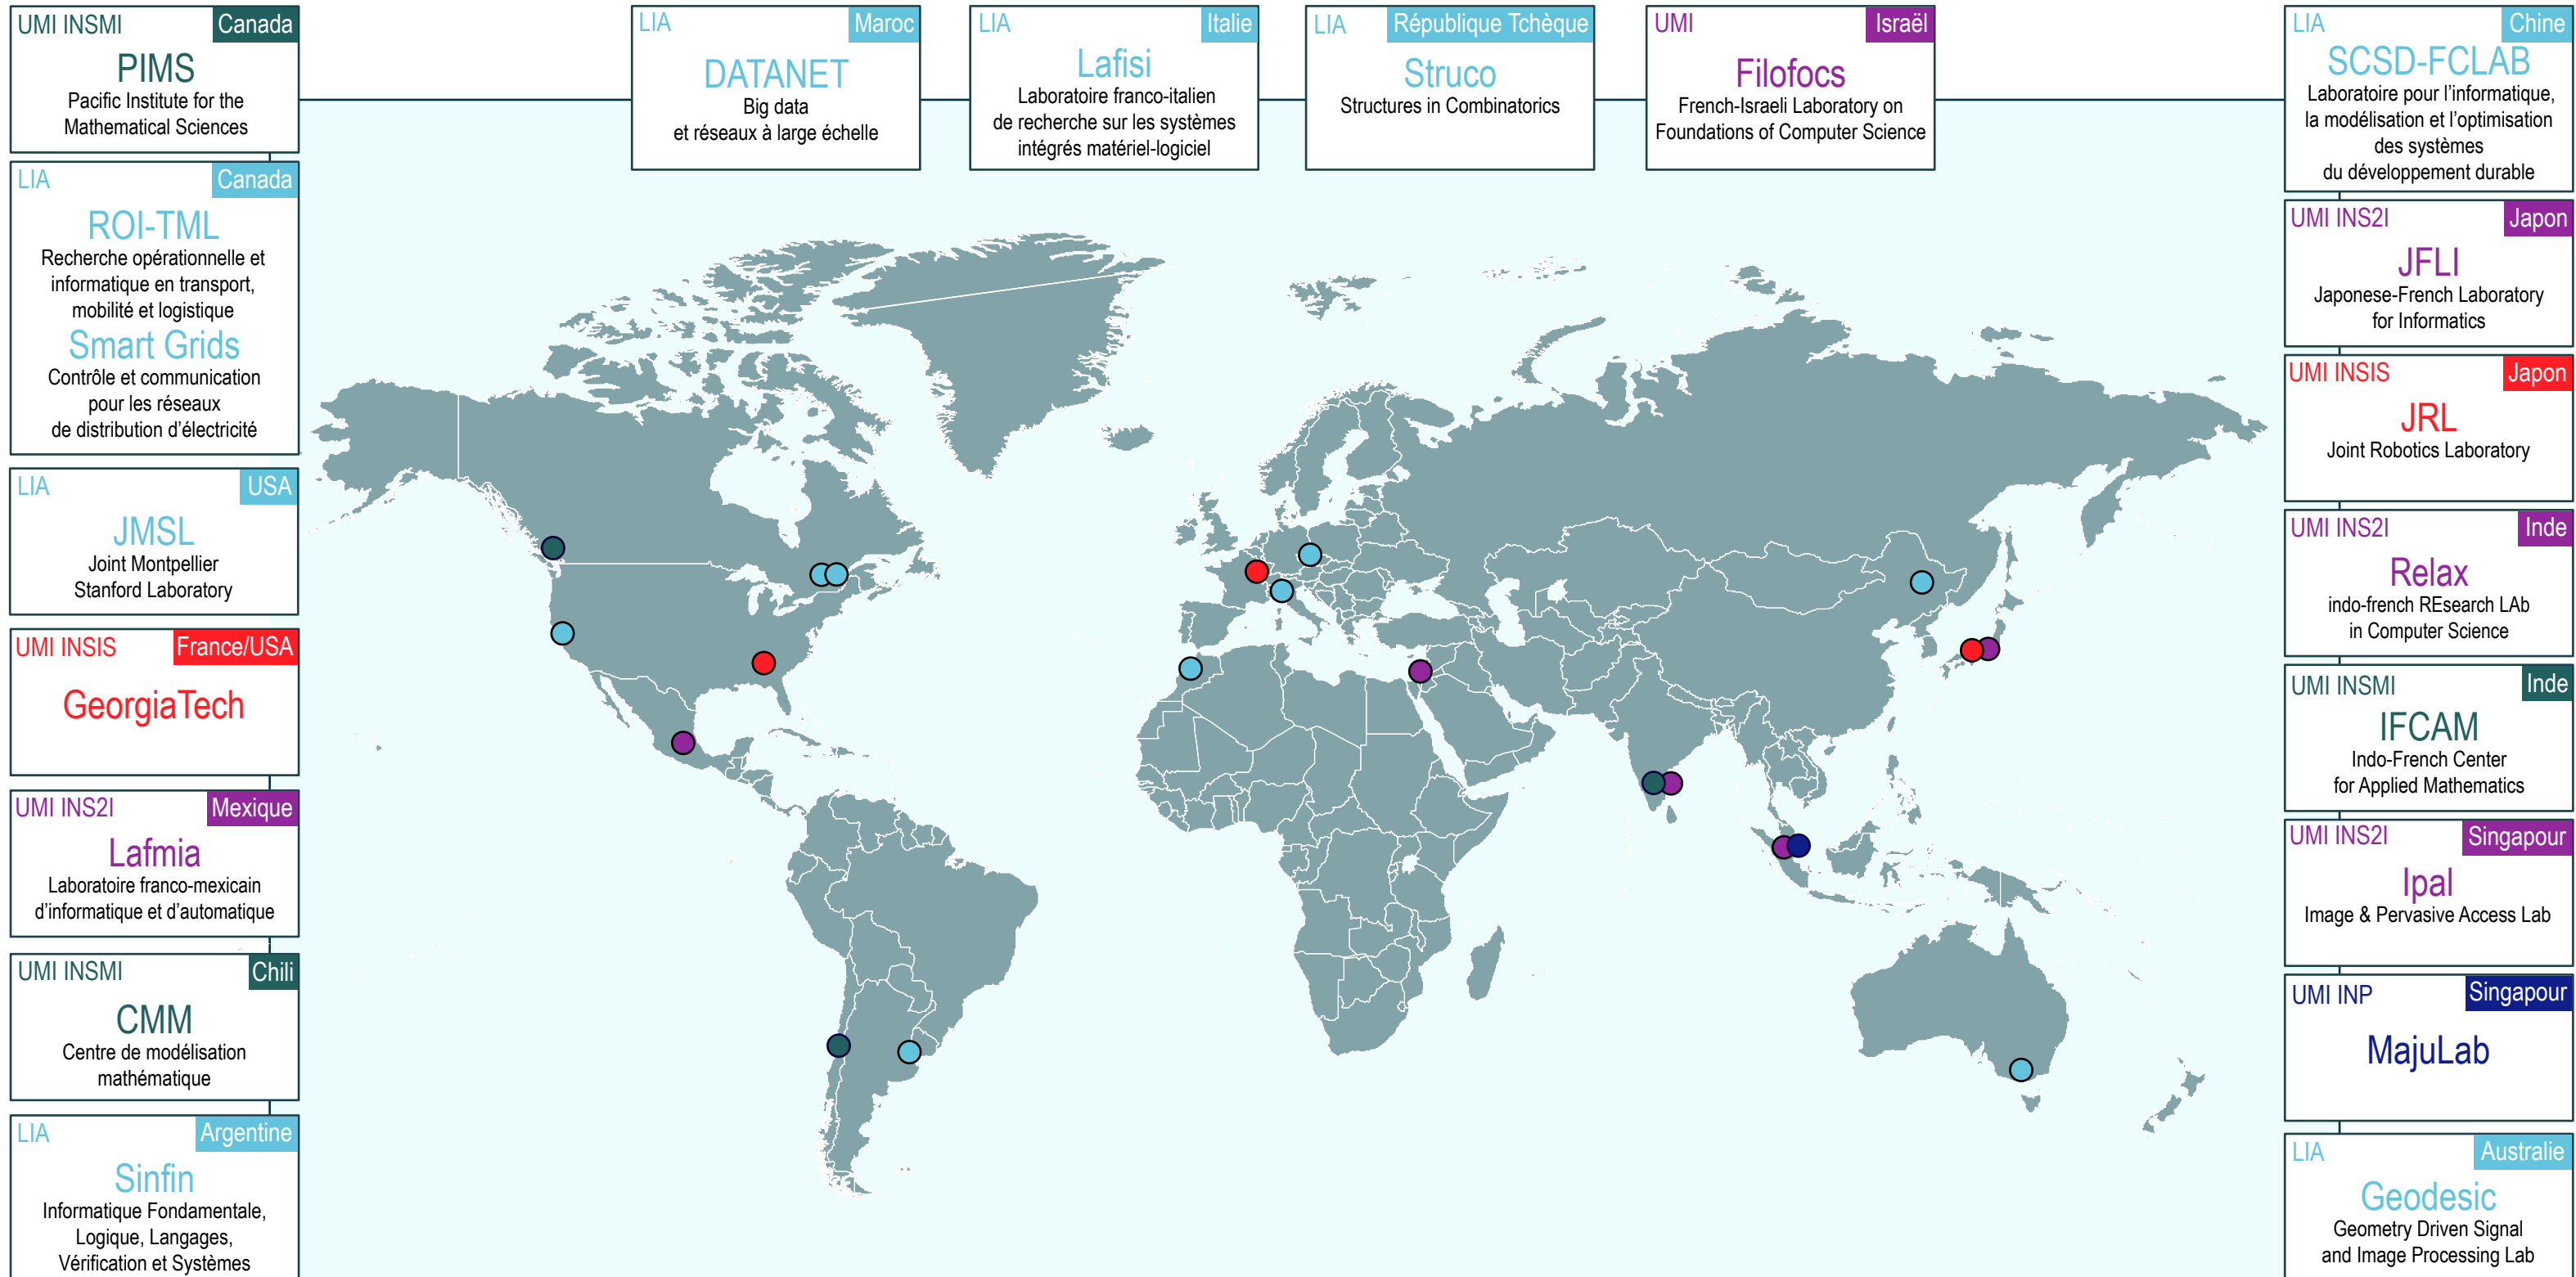 UMI INSMI
Canada
PIMS
Pacific Institute for the
Mathematical Sciences
LIA
Canada
ROI-TML
Recherche opérationnelle et
informatique en transport,
mobilité et logistique
Smart Grids
Contrôle et communication
pour les réseaux
de distribution d'électricité
LIA
USA
JMSL
Joint Montpellier
Stanford Laboratory
UMI INSIS
France/USA
GeorgiaTech
UMI INS2I
Mexique
Lafmia
Laboratoire franco-mexicain
d'informatique et d'automatique
UMI INSMI
Chili
CMM
Centre de modélisation
mathématique
LIA
Argentine
Sinfin
Informatique Fondamentale,
Logique, Langages,
Vérification et Systèmes
LIA
Maroc
DATANET
Big data
et réseaux à large échelle
LIA
Italie
Lafisi
Laboratoire franco-italien
de recherche sur les systèmes
intégrés matériel-logiciel
LIA
République Tchèque
Struco
Structures in Combinatorics
UMI
Israël
Filofocs
French-Israeli Laboratory on
Foundations of Computer Science
LIA
Chine
SCSD-FCLAB
Laboratoire pour l'informatique,
la modélisation et l'optimisation
des systèmes
du développement durable
UMI INS2I
Japon
JFLI
Japonese-French Laboratory
for Informatics
UMI INSIS
Japon
JRL
Joint Robotics Laboratory
UMI INS2I
Inde
Relax
indo-french REsearch LAb
in Computer Science
UMI INSMI
Inde
IFCAM
Indo-French Center
for Applied Mathematics
UMI INS2I
Singapour
Ipal
Image & Pervasive Access Lab
UMI INP
Singapour
MajuLab
LIA
Australie
Geodesic
Geometry Driven Signal
and Image Processing Lab